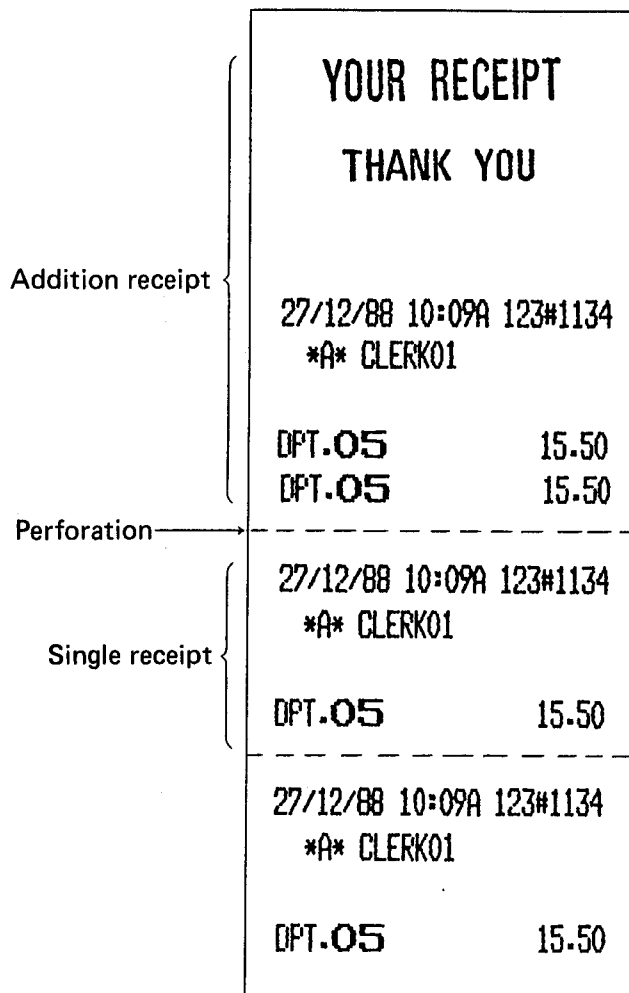 YOUR RECEIPT
THANK YOU
Addition receipt
27/12/88 10:09A 123#1134
*A* CLERK01
DPT.05 15.50
DPT.05 15.50
Perforation
27/12/88 10:09A 123#1134
*A* CLERK01
Single receipt
DPT.05 15.50
27/12/88 10:09A 123#1134
*A* CLERK01
DPT.05 15.50